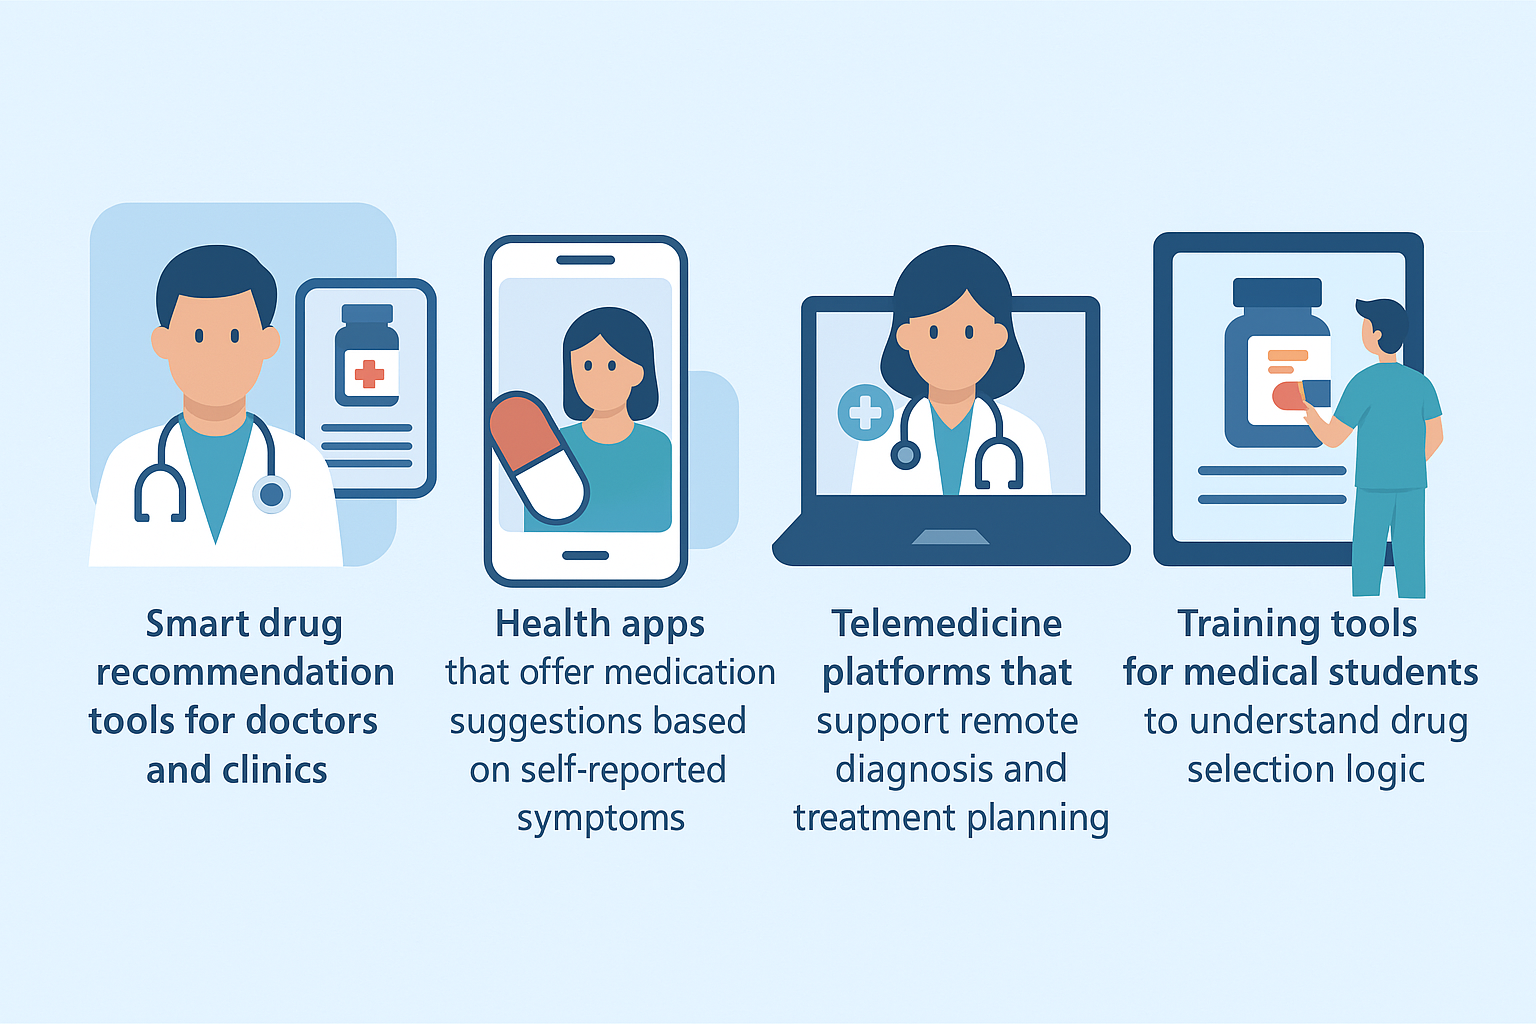 Smart drug
recommendation
tools for doctors
and clinics
Health apps
that offer medication
suggestions based
on self-reported
symptoms
Telemedicine
platforms that
support remote
diagnosis and
treatment planning
Training tools
for medical students
to understand drug
selection logic